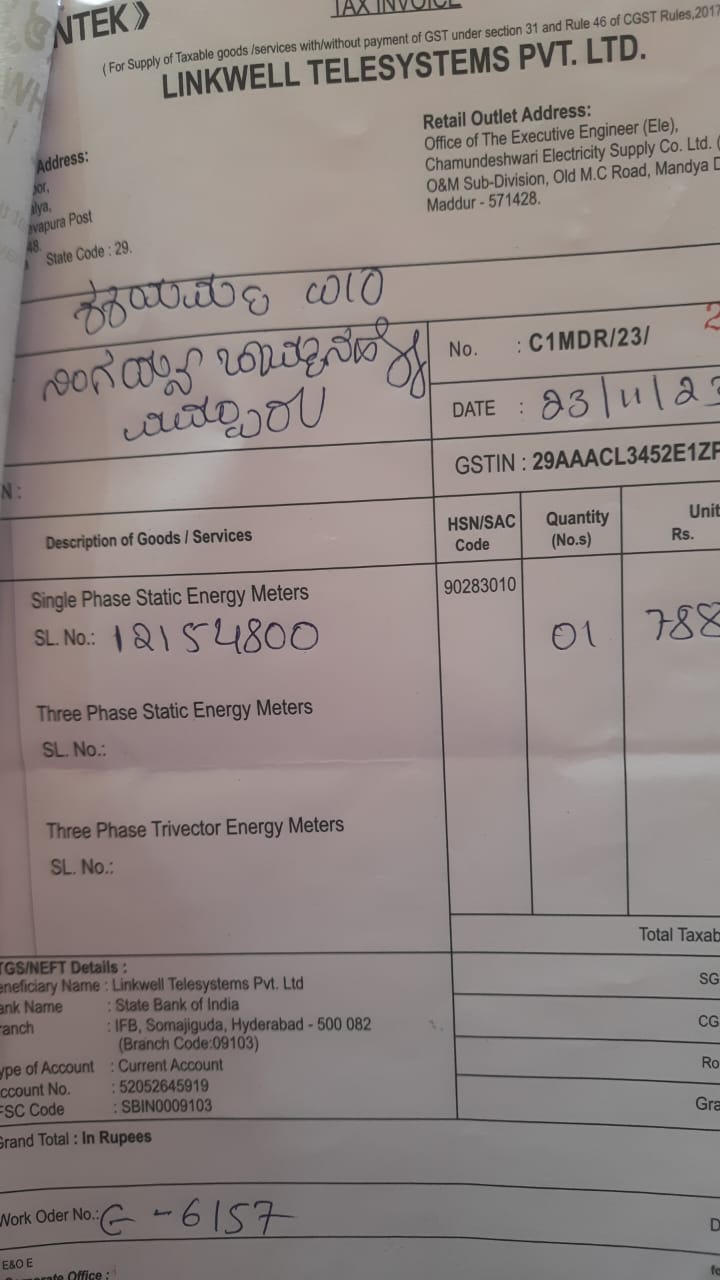 NTEK》
TAX INVOICE
( For Supply of Taxable goods /services with/without payment of GST under section 31 and Rule 46 of CGST Rules,2017
LINKWELL TELESYSTEMS PVT. LTD.
Address:
State Code : 29.
Retail Outlet Address:
Office of The Executive Engineer (Ele),
Chamundeshwari Electricity Supply Co. Ltd. (
O&M Sub-Division, Old M.C Road, Mandya D
Maddur - 571428.
No. : C1MDR/23/
DATE : 23/11/23
GSTIN : 29AAACL3452E1ZF
N :
Description of Goods / Services
HSN/SAC Code
Quantity (No.s)
Unit Rs.
Single Phase Static Energy Meters
90283010
SL. No.: 12154800
01
788
Three Phase Static Energy Meters
SL. No.:
Three Phase Trivector Energy Meters
SL. No.:
Total Taxab
SG
CG
Ro
Gra
TGS/NEFT Details :
eneficiary Name : Linkwell Telesystems Pvt. Ltd
ank Name : State Bank of India
ranch : IFB, Somajiguda, Hyderabad - 500 082
(Branch Code:09103)
ype of Account : Current Account
ccount No. : 52052645919
FSC Code : SBIN0009103
Grand Total : In Rupees
Work Oder No.: G-6157
E&O E
Office :